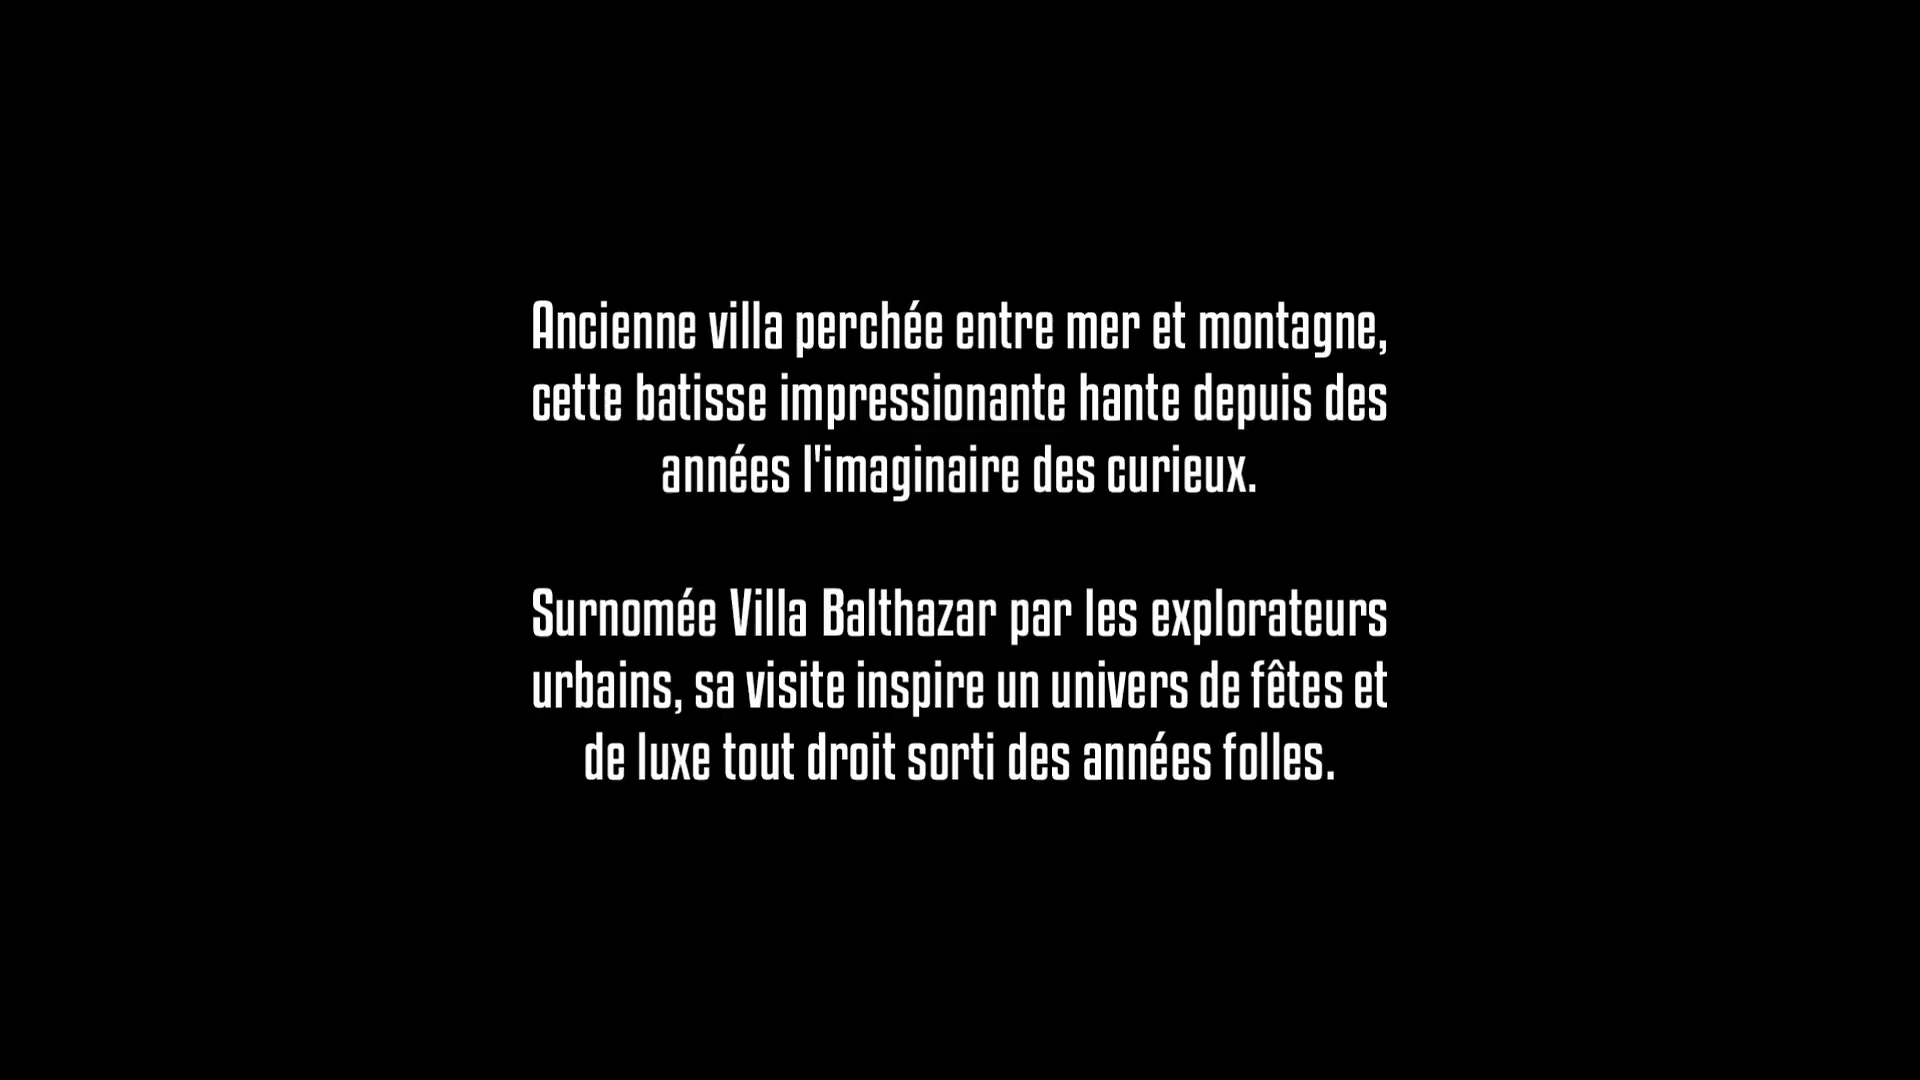 Ancienne villa perchée entre mer et montagne,
cette batisse impressionante hante depuis des
années l'imaginaire des curieux.
Surnomée Villa Balthazar par les explorateurs
urbains, sa visite inspire un univers de fêtes et
de luxe tout droit sorti des années folles.